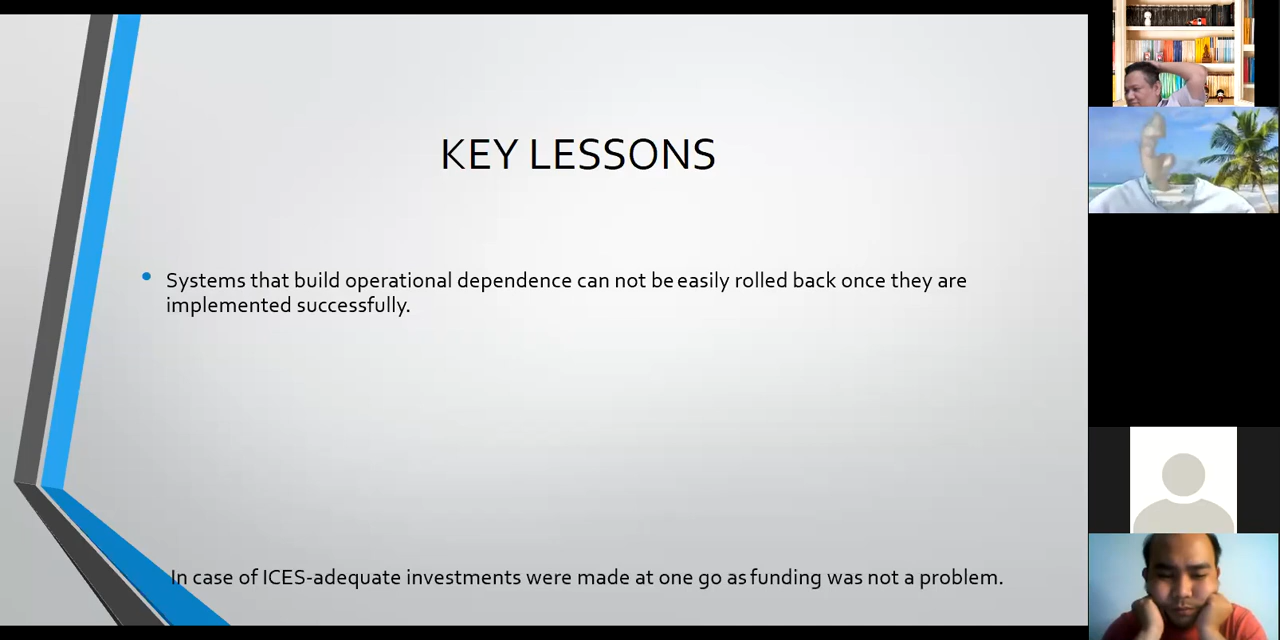 KEY LESSONS
Systems that build operational dependence can not be easily rolled back once they are
implemented successfully.
In case of ICES-adequate investments were made at one go as funding was not a problem.